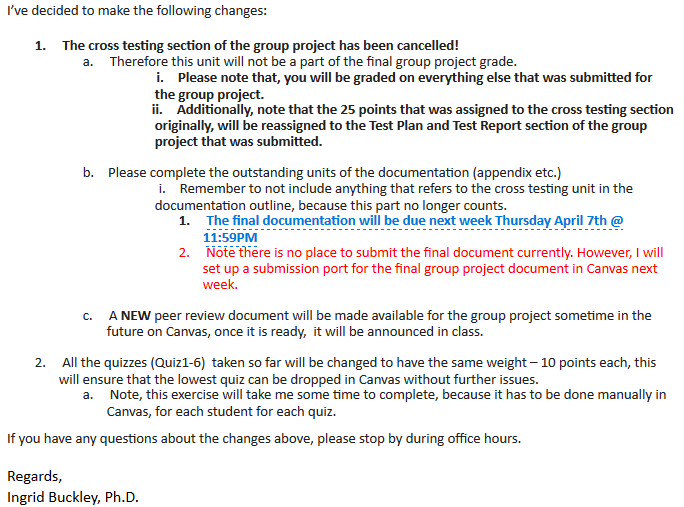 I've decided to make the following changes:
1. The cross testing section of the group project has been cancelled!
a. Therefore this unit will not be a part of the final group project grade.
i. Please note that, you will be graded on everything else that was submitted for
the group project.
ii. Additionally, note that the 25 points that was assigned to the cross testing section
originally, will be reassigned to the Test Plan and Test Report section of the group
project that was submitted.
b. Please complete the outstanding units of the documentation (appendix etc.)
i. Remember to not include anything that refers to the cross testing unit in the
documentation outline, because this part no longer counts.
1. The final documentation will be due next week Thursday April 7th @
11:59PM
2. Note there is no place to submit the final document currently. However, I will
set up a submission port for the final group project document in Canvas next
week.
c. A NEW peer review document will be made available for the group project sometime in the
future on Canvas, once it is ready, it will be announced in class.
2. All the quizzes (Quiz1-6) taken so far will be changed to have the same weight – 10 points each, this
will ensure that the lowest quiz can be dropped in Canvas without further issues.
a. Note, this exercise will take me some time to complete, because it has to be done manually in
Canvas, for each student for each quiz.
If you have any questions about the changes above, please stop by during office hours.
Regards,
Ingrid Buckley, Ph.D.